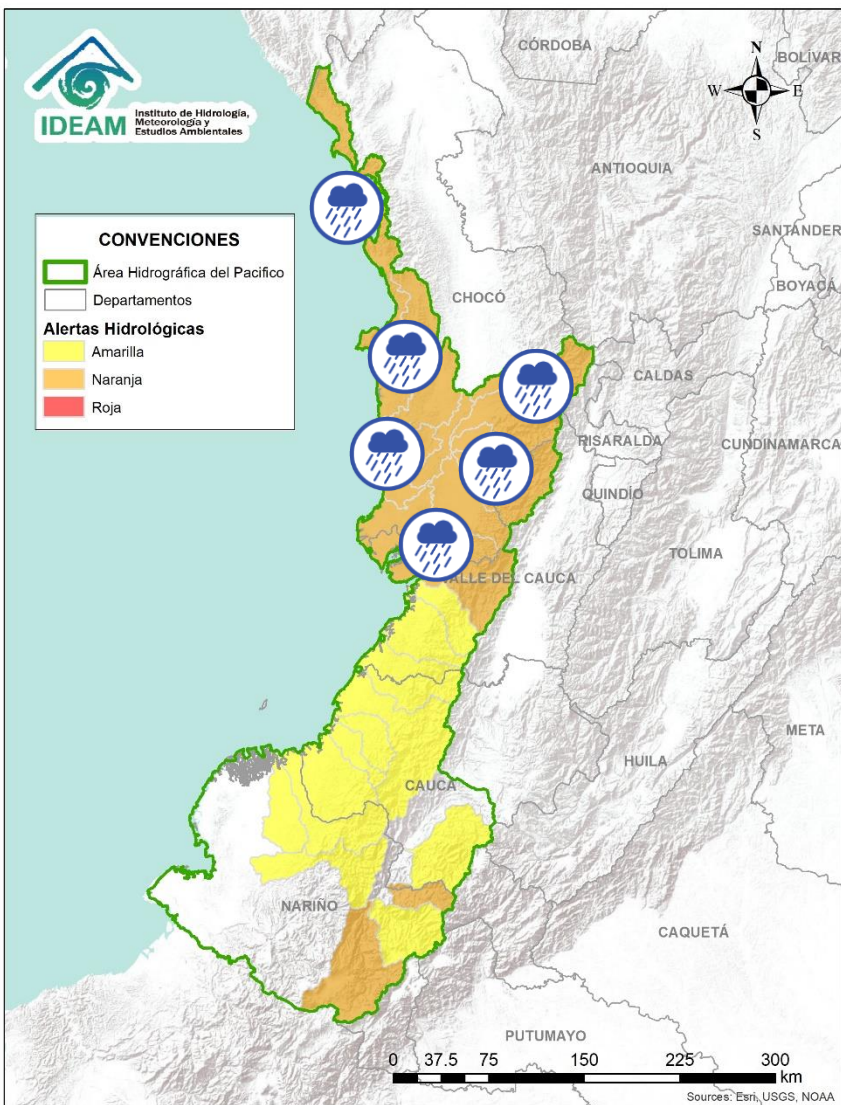 CÓRDOBA
BOLÍVAR
N
W E
S
IDEAM
Instituto de Hidrología,
Meteorología y
Estudios Ambientales
ANTIOQUIA
SANTANDER
BOYACÁ
CONVENCIONES
Área Hidrográfica del Pacifico
Departamentos
Alertas Hidrológicas
Amarilla
Naranja
Roja
CHOCÓ
CALDAS
RISARALDA
CUNDINAMARCA
QUINDÍO
TOLIMA
ALLE DEL CAUCA
META
HUILA
CAUCA
NARIÑO
CAQUETÁ
PUTUMAYO
0 37.5 75 150 225 300
km
Sources: Esri, USGS, NOAA